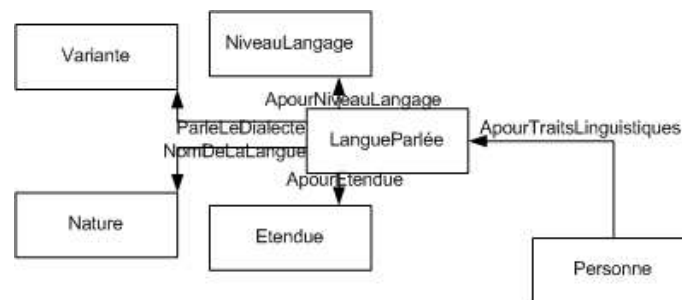 NiveauLangage
Variante
ApourNiveauLangage
ParleLeDialecte
LangueParlée
ApourTraitsLinguistiques
NomDeLaLangue
ApourEtendue
Nature
Etendue
Personne